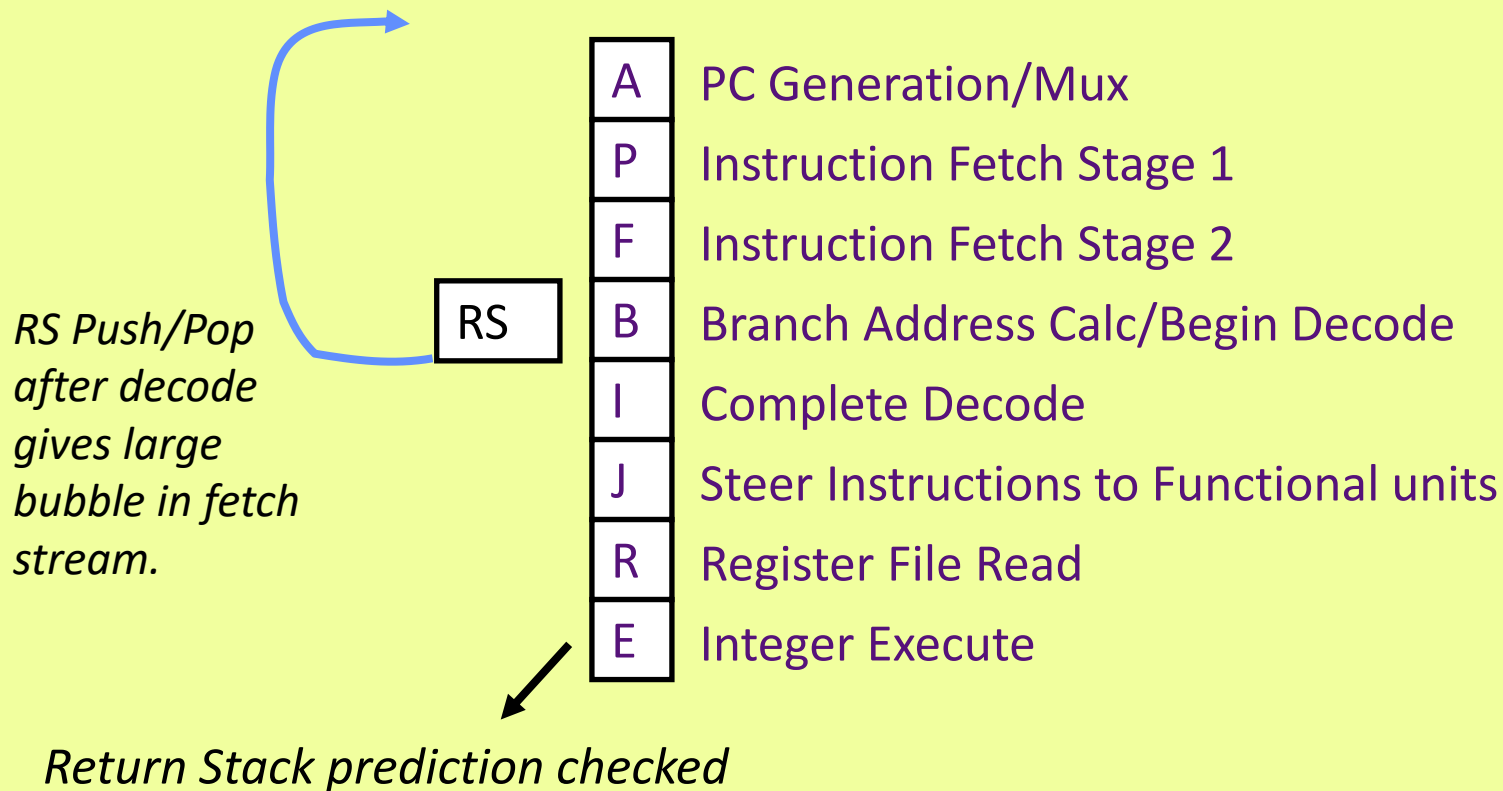 A PC Generation/Mux
P Instruction Fetch Stage 1
F Instruction Fetch Stage 2
RS B Branch Address Calc/Begin Decode
I Complete Decode
J Steer Instructions to Functional units
R Register File Read
E Integer Execute
RS Push/Pop
after decode
gives large
bubble in fetch
stream.
Return Stack prediction checked